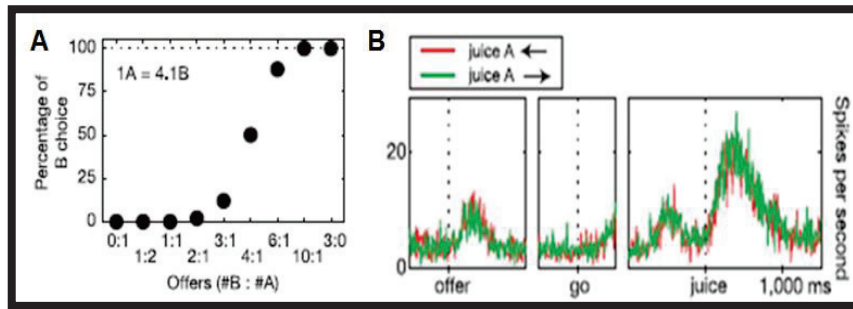 A
Percentage of
B choice
100
75
50
25
0
1A = 4.1B
0:1 1:1 3:1 6:1 3:0
1:2 2:1 4:1 10:1
Offers (#B : #A)
B
juice A ←
juice A →
20
0
offer
go
juice
1,000 ms
Spikes per second